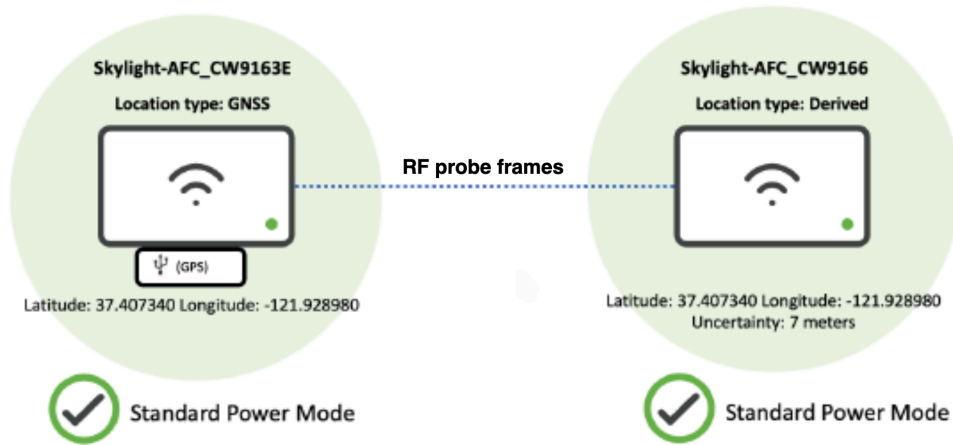 Skylight-AFC_CW9163E
Location type: GNSS
(GPS)
Latitude: 37.407340 Longitude: -121.928980
Standard Power Mode
RF probe frames
Skylight-AFC_CW9166
Location type: Derived
Latitude: 37.407340 Longitude: -121.928980
Uncertainty: 7 meters
Standard Power Mode